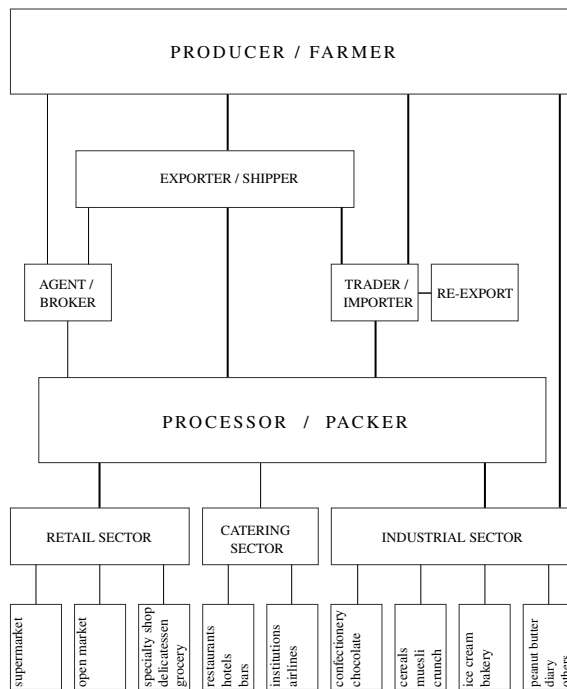 PRODUCER / FARMER
EXPORTER / SHIPPER
AGENT /
BROKER
TRADER /
IMPORTER
RE-EXPORT
PROCESSOR / PACKER
RETAIL SECTOR
CATERING
SECTOR
INDUSTRIAL SECTOR
supermarket
open market
specialty shop
delicatessen
grocery
restaurants
hotels
bars
institutions
airlines
confectionery
chocolate
cereals
muesli
crunch
ice cream
bakery
peanut butter
diary
others